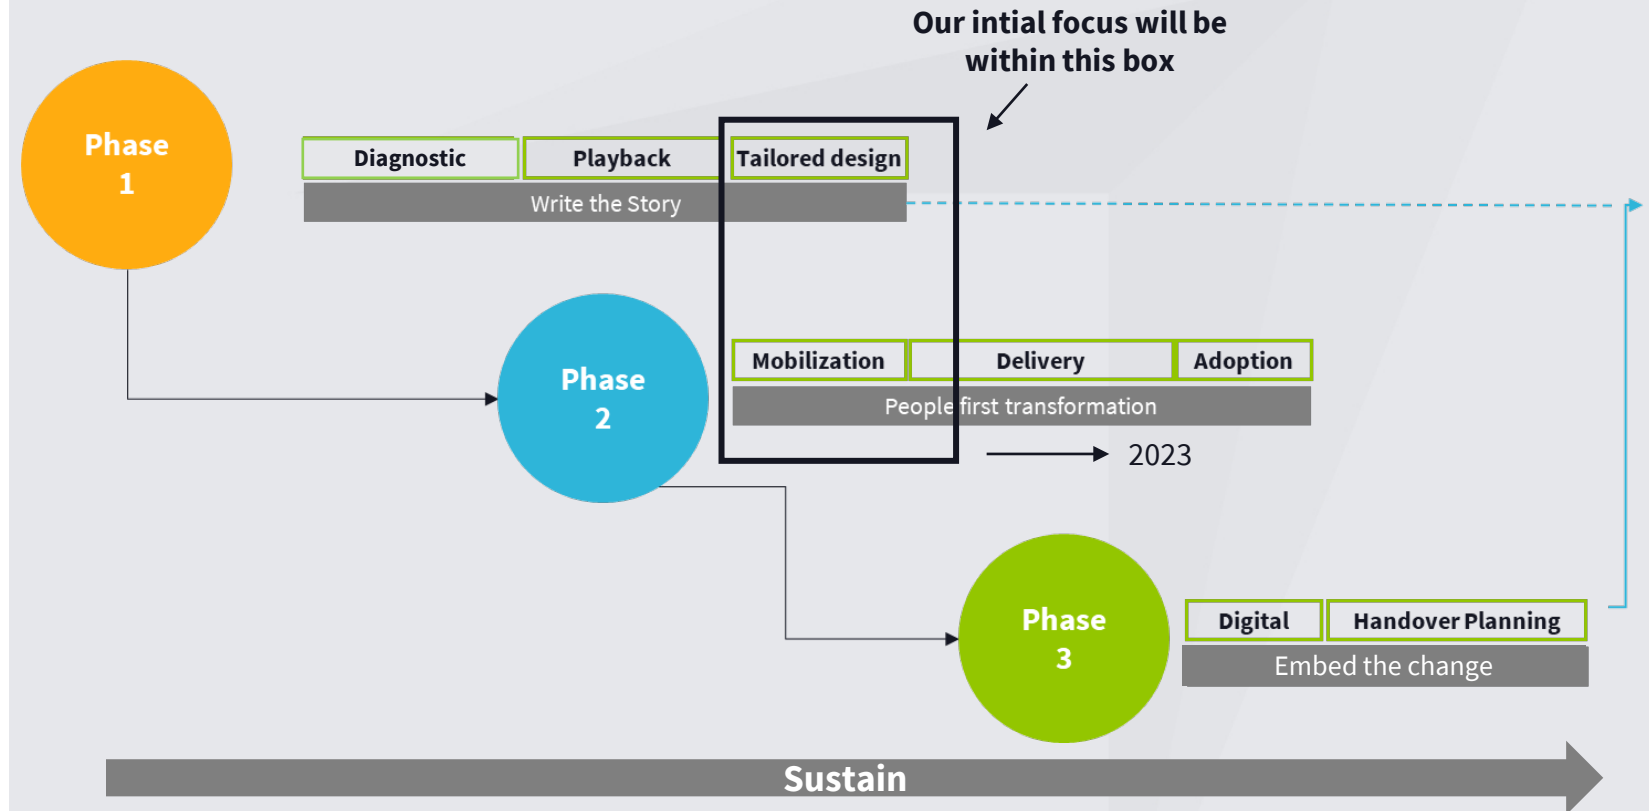 Our intial focus will be
within this box
Phase
1
Diagnostic
Playback
Tailored design
Write the Story
Phase
2
Mobilization
Delivery
Adoption
People first transformation
2023
Phase
3
Digital
Handover Planning
Embed the change
Sustain